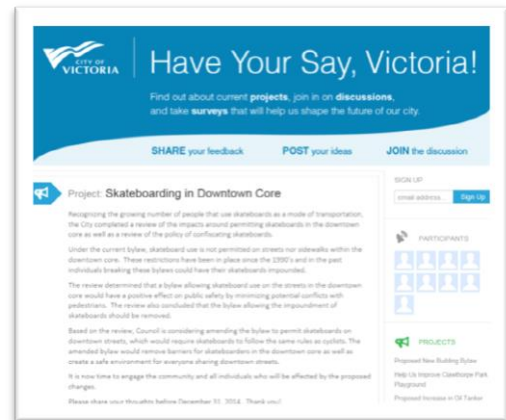 CITY OF
VICTORIA
Have Your Say, Victoria!
Find out about current projects, join in on discussions,
and take surveys that will help us shape the future of our city.
SHARE your feedback
POST your ideas
JOIN the discussion
Project: Skateboarding in Downtown Core
Recognizing the growing number of people that use skateboards as a mode of transportation,
the City completed a review of the impacts around permitting skateboards in the downtown
core as well as a review of the policy of confiscating skateboards.
Under the current bylaw, skateboard use is not permitted on streets nor sidewalks within the
downtown core. These restrictions have been in place since the 1990's and in the past
individuals breaking these bylaws could have their skateboards impounded.
The review determined that a bylaw allowing skateboard use on the streets in the downtown
core would have a positive effect on public safety by minimizing potential conflicts with
pedestrians. The review also concluded that the bylaw allowing the impoundment of
skateboards should be removed.
Based on the review, Council is considering amending the bylaw to permit skateboards on
downtown streets, which would require skateboards to follow the same rules as cyclists. The
amended bylaw would remove barriers for skateboarders in the downtown core as well as
create a safe environment for everyone sharing downtown streets.
It is now time to engage the community and all individuals who will be affected by the proposed
changes.
Please share your thoughts before December 31, 2014. Thank you!
SIGN UP
email address...
Sign Up
PARTICIPANTS
PROJECTS
Proposed New Building Bylaw
Help Us Improve Clawthorpe Park
Playground
Proposed Increase in Oil Tanker